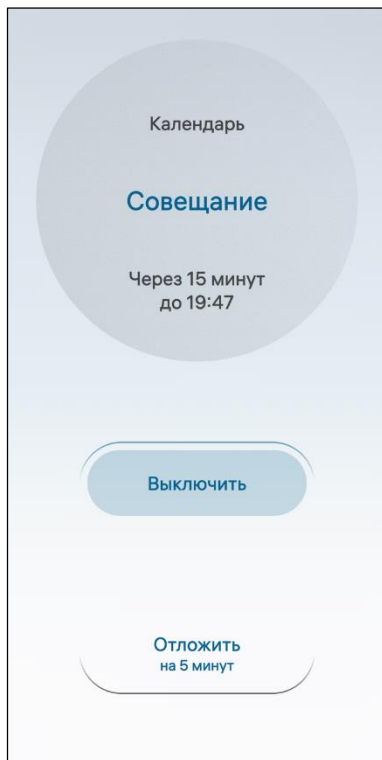 Календарь
Совещание
Через 15 минут
до 19:47
Выключить
Отложить
на 5 минут